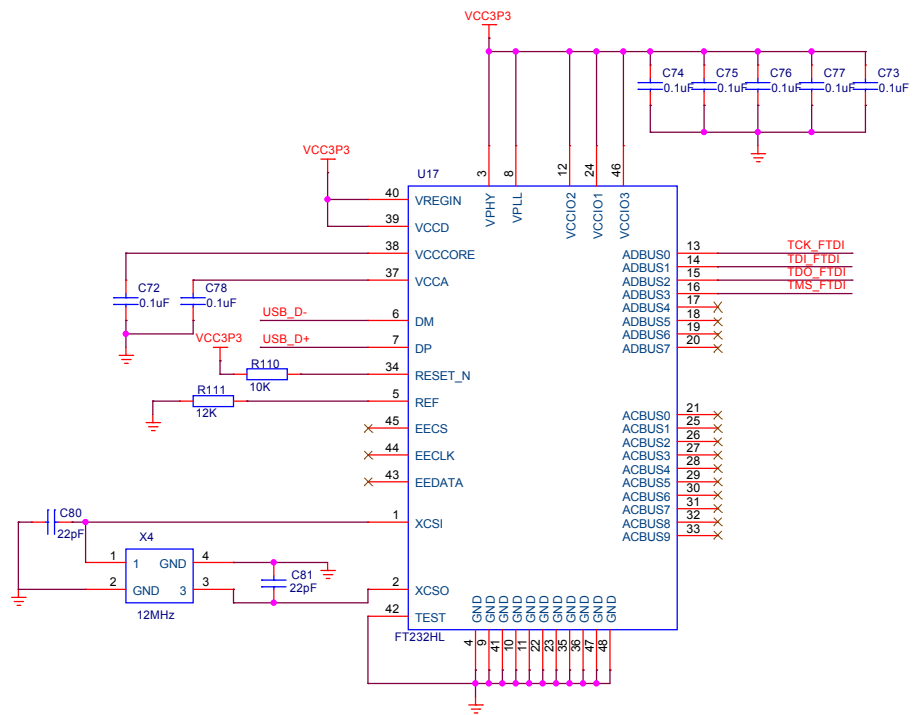 VCC3P3
C74
0.1uF
C75
0.1uF
C76
0.1uF
C77
0.1uF
C73
0.1uF
VCC3P3
U17
3
8
12
24
46
VPHY
VPLL
VCCIO2
VCCIO1
VCCIO3
40
VREGIN
39
VCCD
38
VCCCORE
37
VCCA
C72
0.1uF
C78
0.1uF
USB_D-
6
DM
USB_D+
7
DP
VCC3P3
R110
10K
34
RESET_N
R111
12K
5
REF
45
EECS
44
EECLK
43
EEDATA
C80
22pF
1
XCSI
X4
1
1
GND
4
2
GND
3
3
12MHz
C81
22pF
2
XCSO
42
TEST
FT232HL
ADBUS0
13
TCK_FTDI
ADBUS1
14
TDI_FTDI
ADBUS2
15
TDO_FTDI
ADBUS3
16
TMS_FTDI
ADBUS4
17
ADBUS5
18
ADBUS6
19
ADBUS7
20
ACBUS0
21
ACBUS1
25
ACBUS2
26
ACBUS3
27
ACBUS4
28
ACBUS5
29
ACBUS6
30
ACBUS7
31
ACBUS8
32
ACBUS9
33
GND
GND
GND
GND
GND
GND
GND
GND
GND
GND
GND
4
9
41
10
11
22
23
35
36
47
48